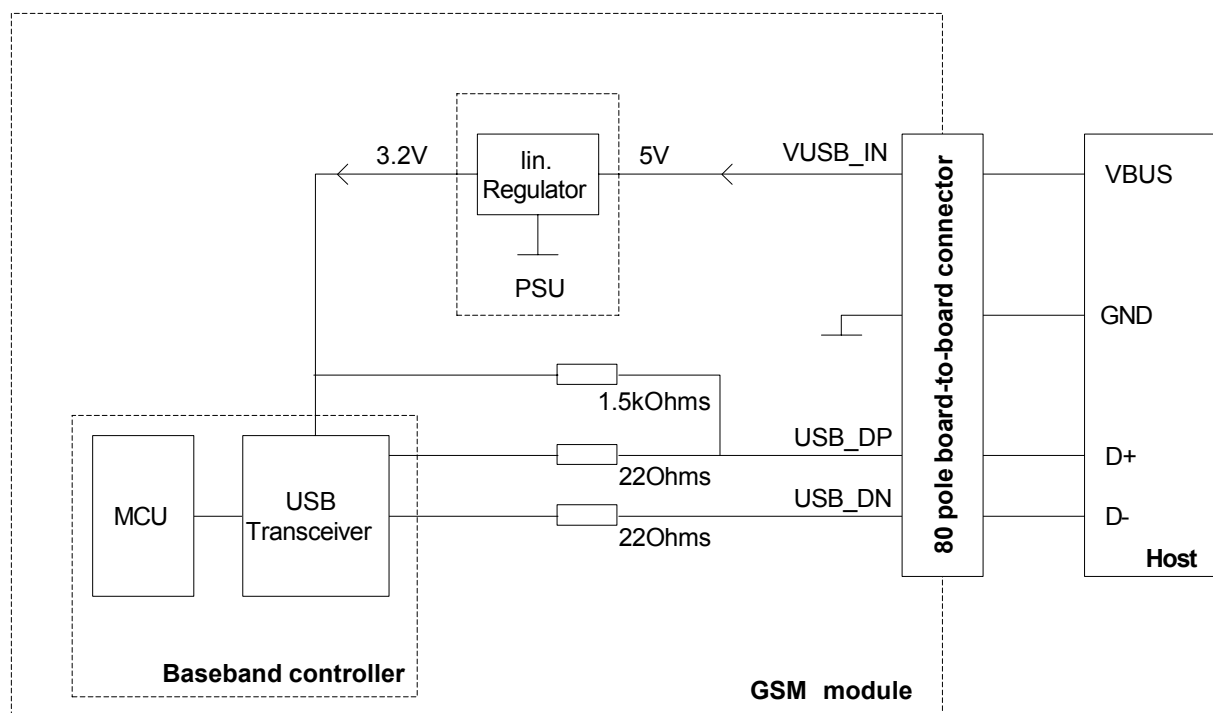 3.2V
lin.
Regulator
5V
VUSB_IN
VBUS
PSU
GND
1.5kOhms
USB_DP
D+
22Ohms
USB_DN
D-
22Ohms
MCU
USB
Transceiver
80 pole board-to-board connector
Host
Baseband controller
GSM module